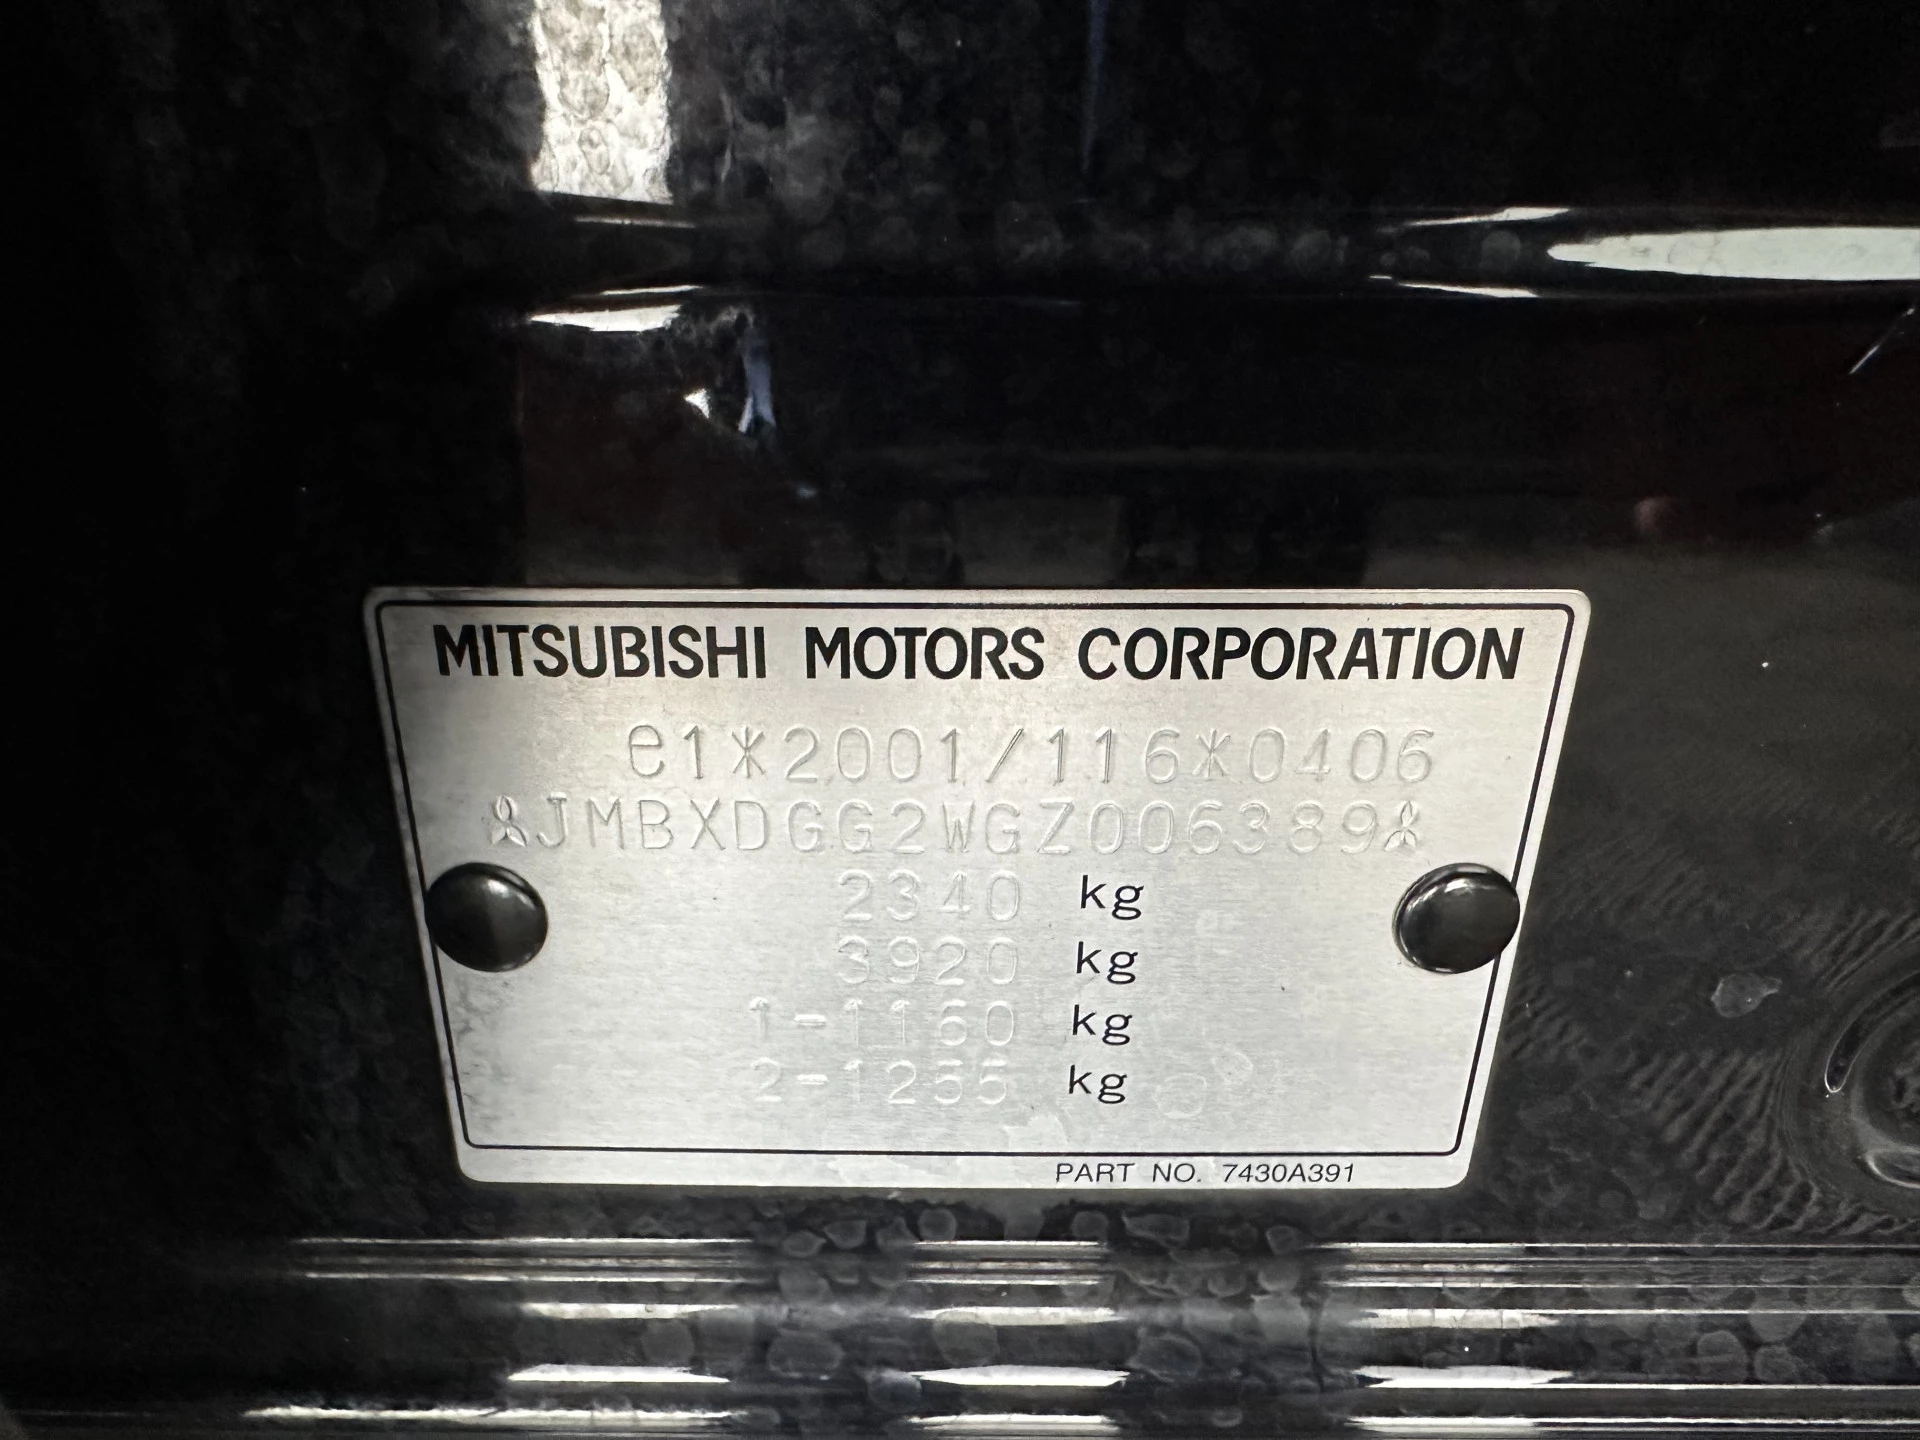 MITSUBISHI MOTORS CORPORATION
e1*2001/116*0406
JMBXDGG2WGZ006389
2340 kg
3920 kg
1-1160 kg
2-1255 kg
PART NO. 7430A391